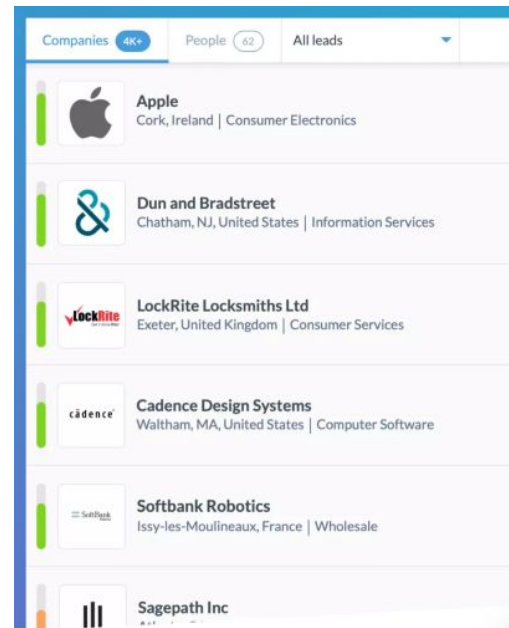 Companies 4K+ People 62 All leads
Apple
Cork, Ireland | Consumer Electronics
Dun and Bradstreet
Chatham, NJ, United States | Information Services
LockRite
LockRite Locksmiths Ltd
Exeter, United Kingdom | Consumer Services
cādence
Cadence Design Systems
Waltham, MA, United States | Computer Software
SoftBank
Softbank Robotics
Issy-les-Moulineaux, France | Wholesale
Sagepath Inc